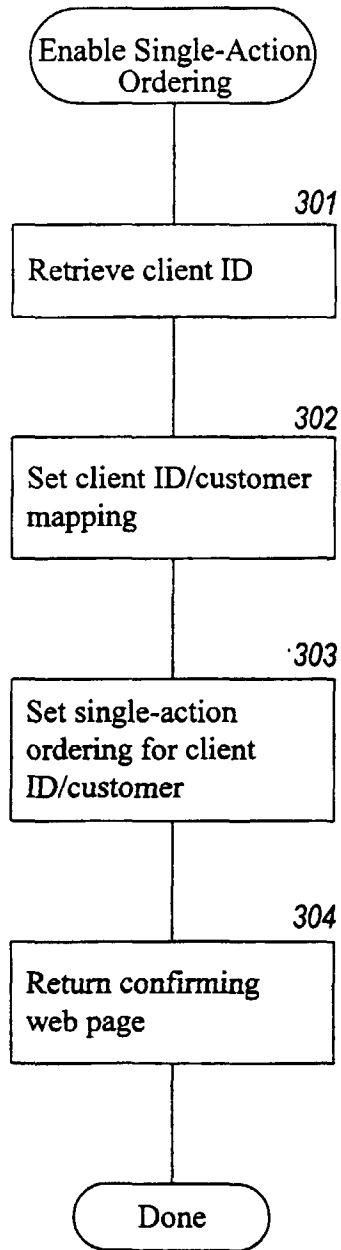 Enable Single-Action
Ordering
301
Retrieve client ID
302
Set client ID/customer
mapping
303
Set single-action
ordering for client
ID/customer
304
Return confirming
web page
Done